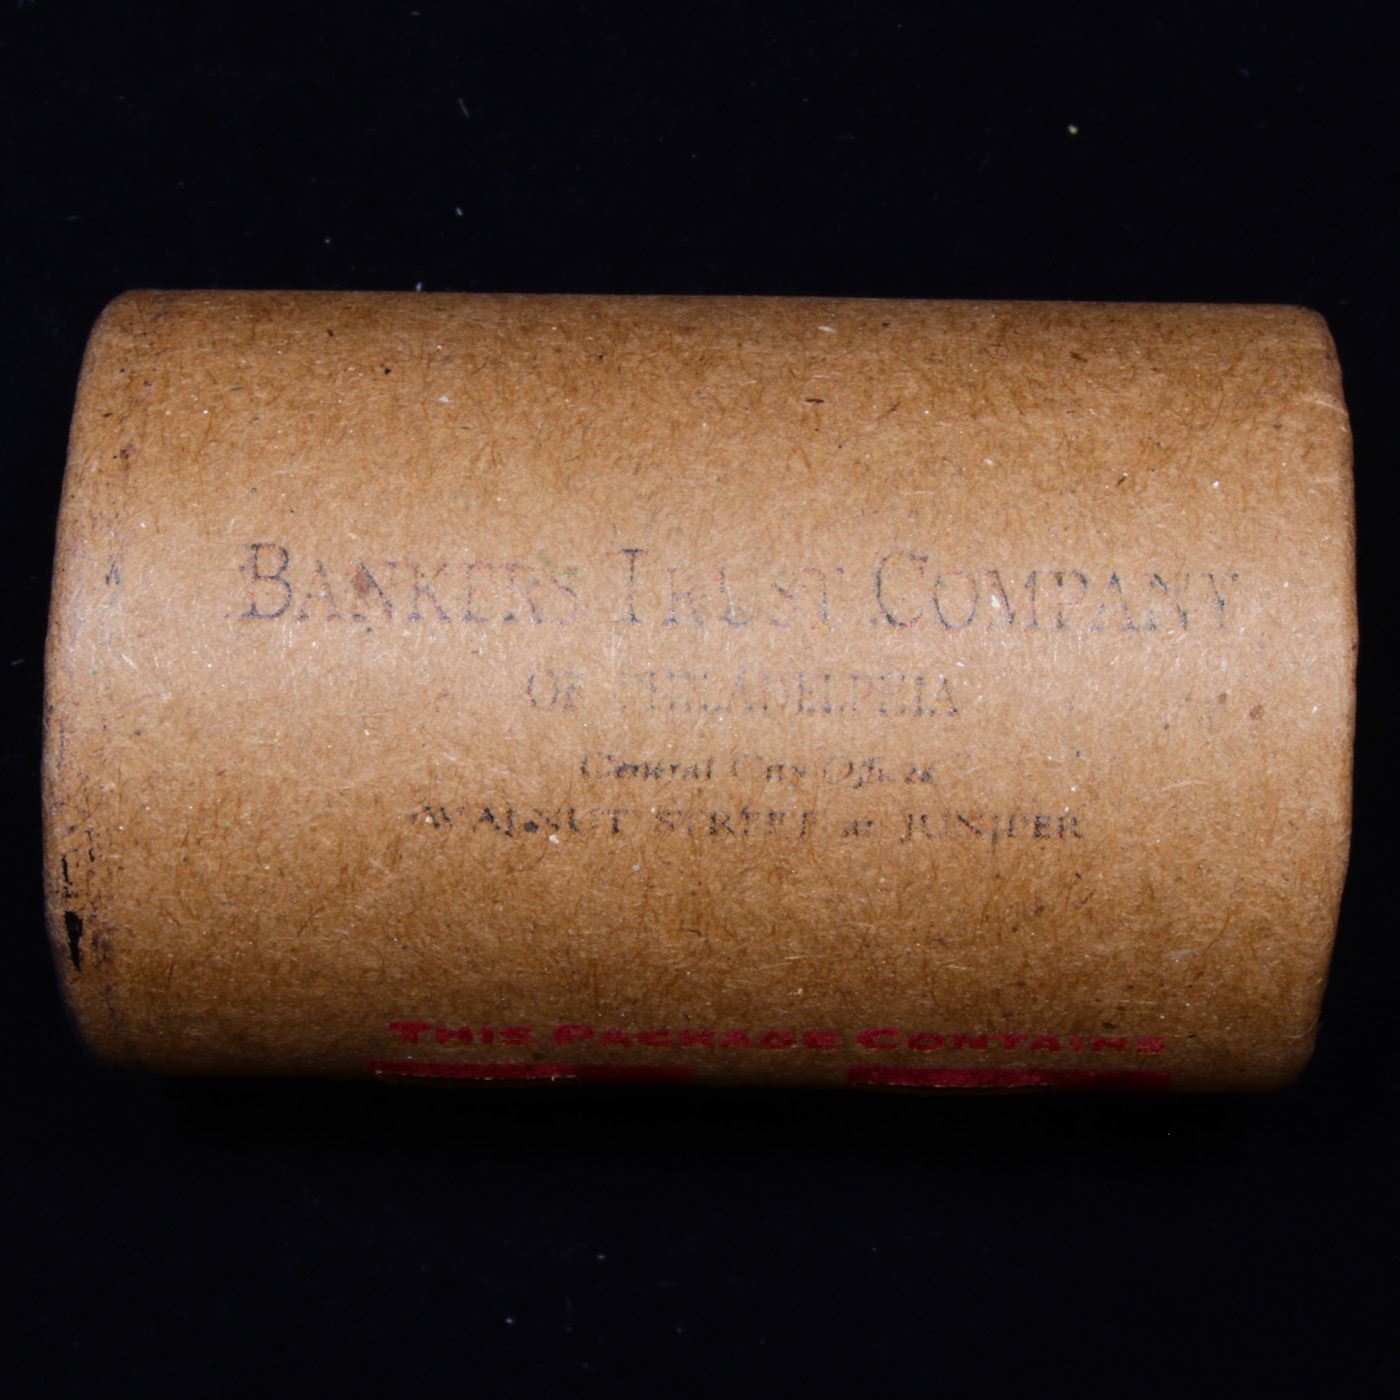 BANKERS TRUST COMPANY
OF PHILADELPHIA
Central City Offices
WALNUT STREET at JUNIPER
THIS PACKAGE CONTAINS